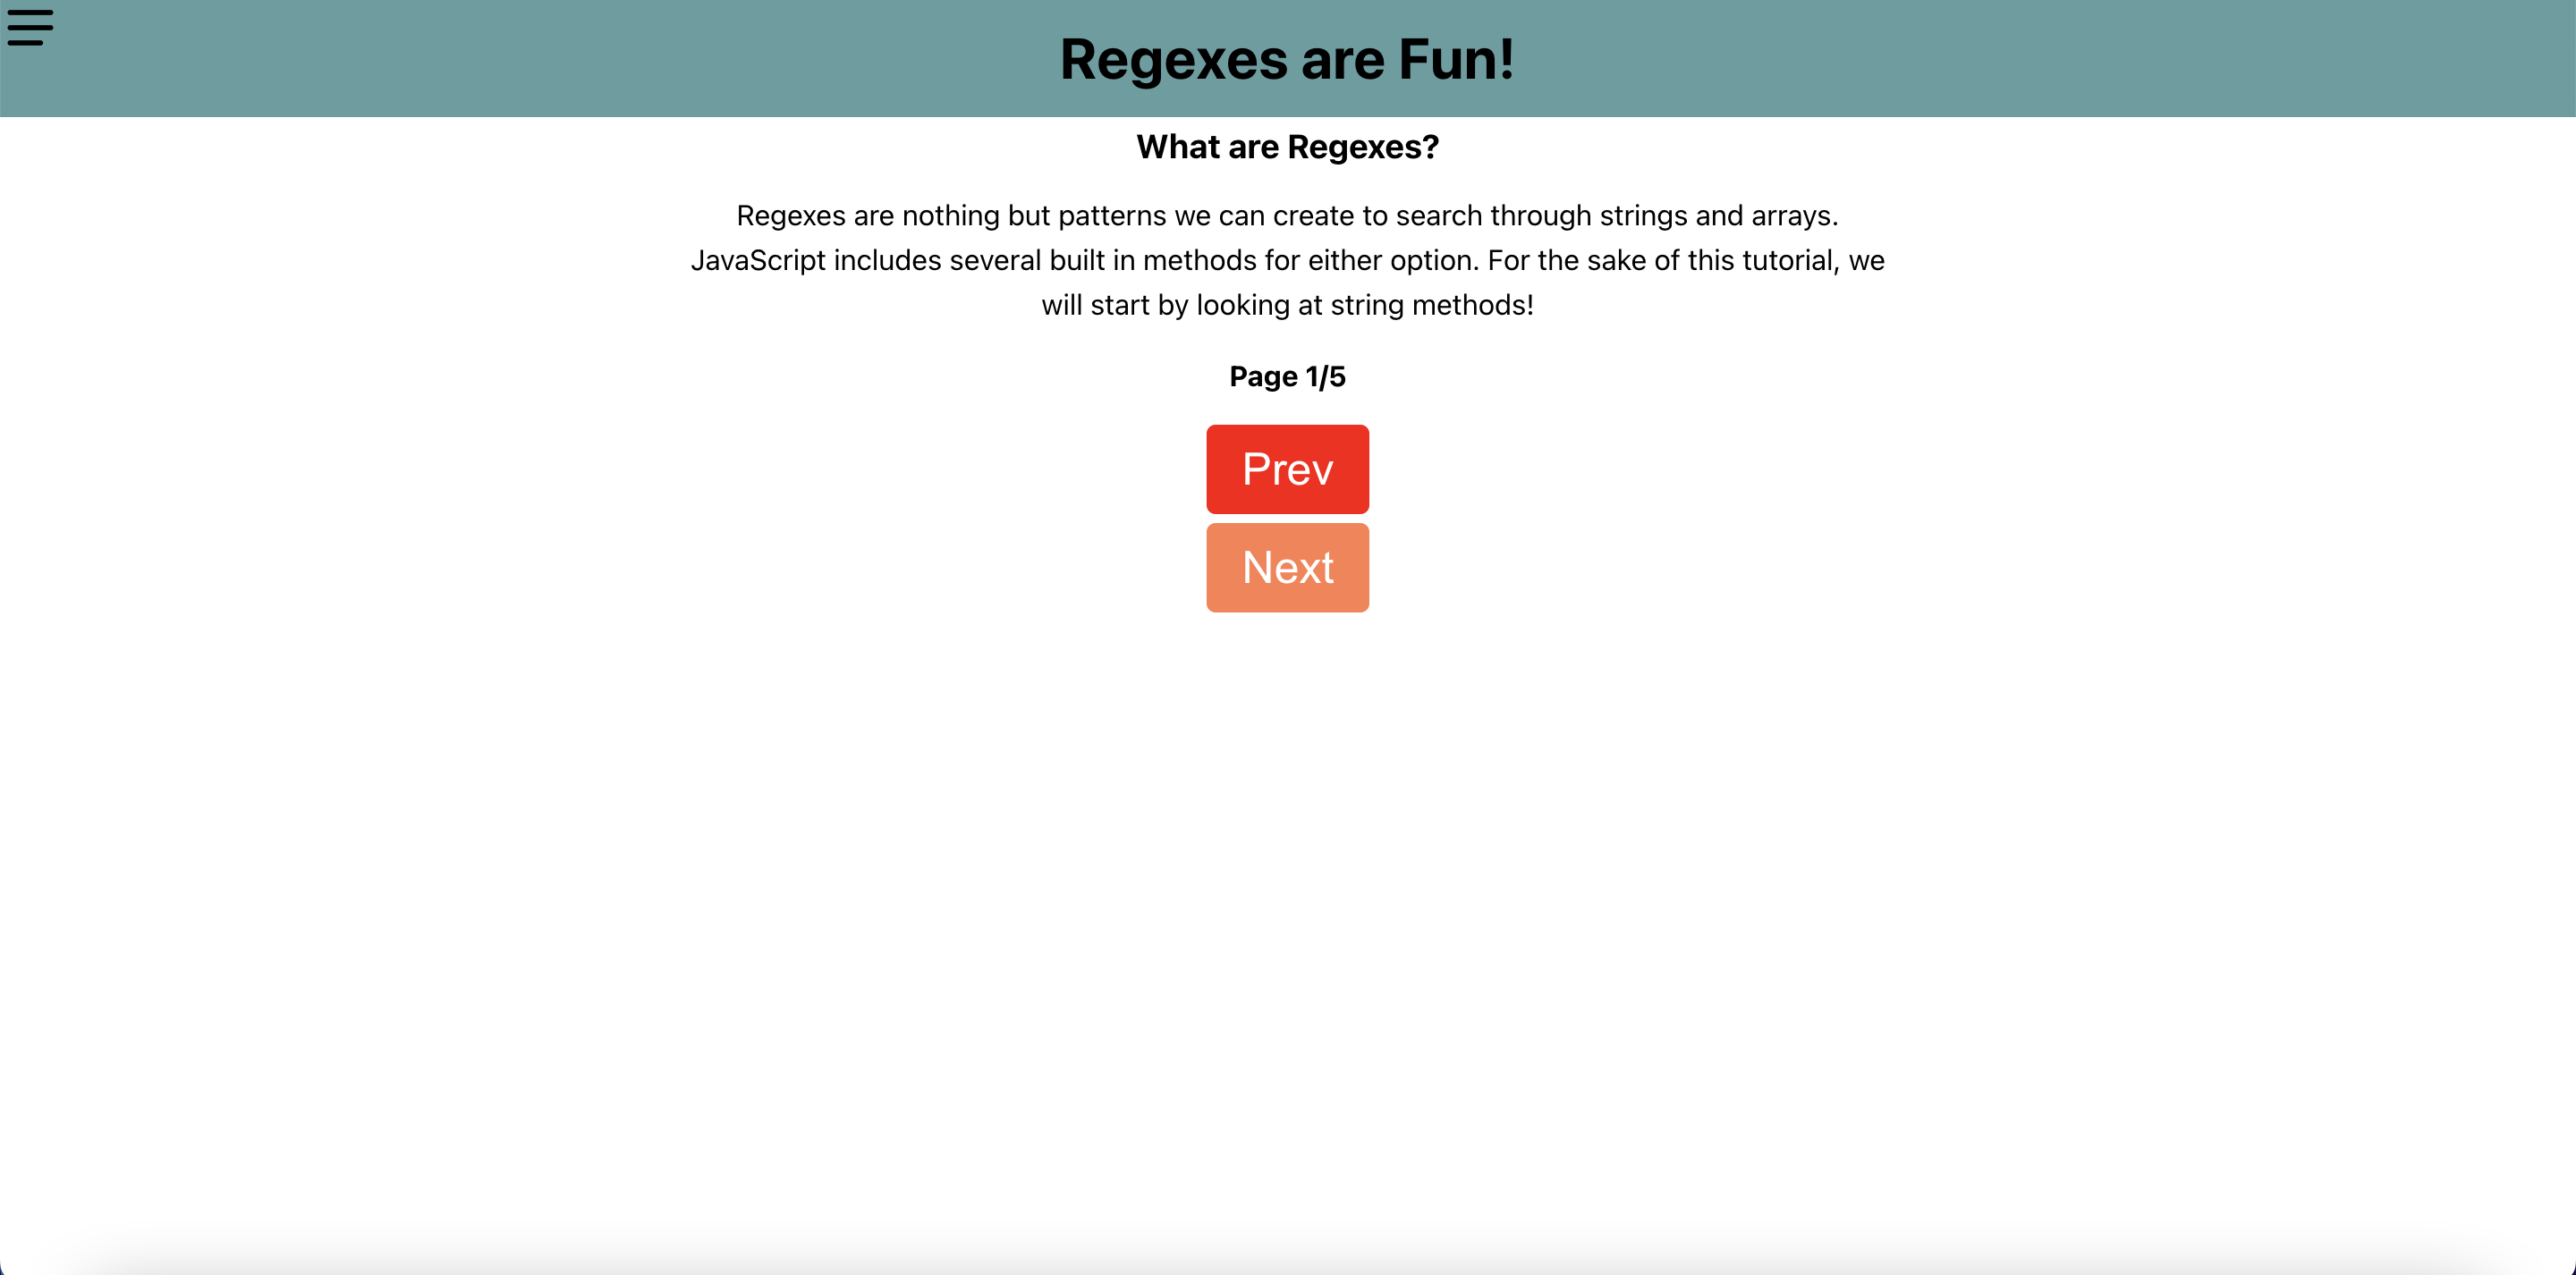 Regexes are Fun!
What are Regexes?
Regexes are nothing but patterns we can create to search through strings and arrays.
JavaScript includes several built in methods for either option. For the sake of this tutorial, we
will start by looking at string methods!
Page 1/5
Prev
Next